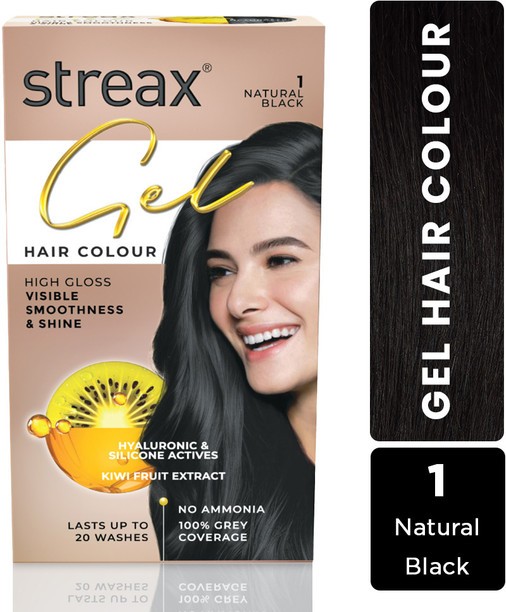 streax®
1
NATURAL
BLACK
Gel
HAIR COLOUR
HIGH GLOSS
VISIBLE
SMOOTHNESS
& SHINE
HYALURONIC &
SILICONE ACTIVES
KIWI FRUIT EXTRACT
NO AMMONIA
LASTS UP TO
20 WASHES
100% GREY
COVERAGE
GEL HAIR COLOUR
1
Natural
Black